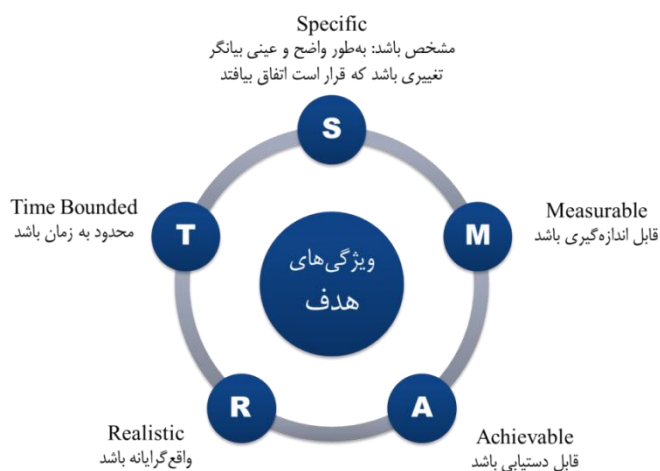 Specific
مشخص باشد: به‌طور واضح و عینی بیانگر
تغییری باشد که قرار است اتفاق بیافتد
S
Time Bounded
محدود به زمان باشد
T
M
Measurable
قابل اندازه‌گیری باشد
ویژگی‌های
هدف
R
Realistic
واقع‌گرایانه باشد
A
Achievable
قابل دستیابی باشد